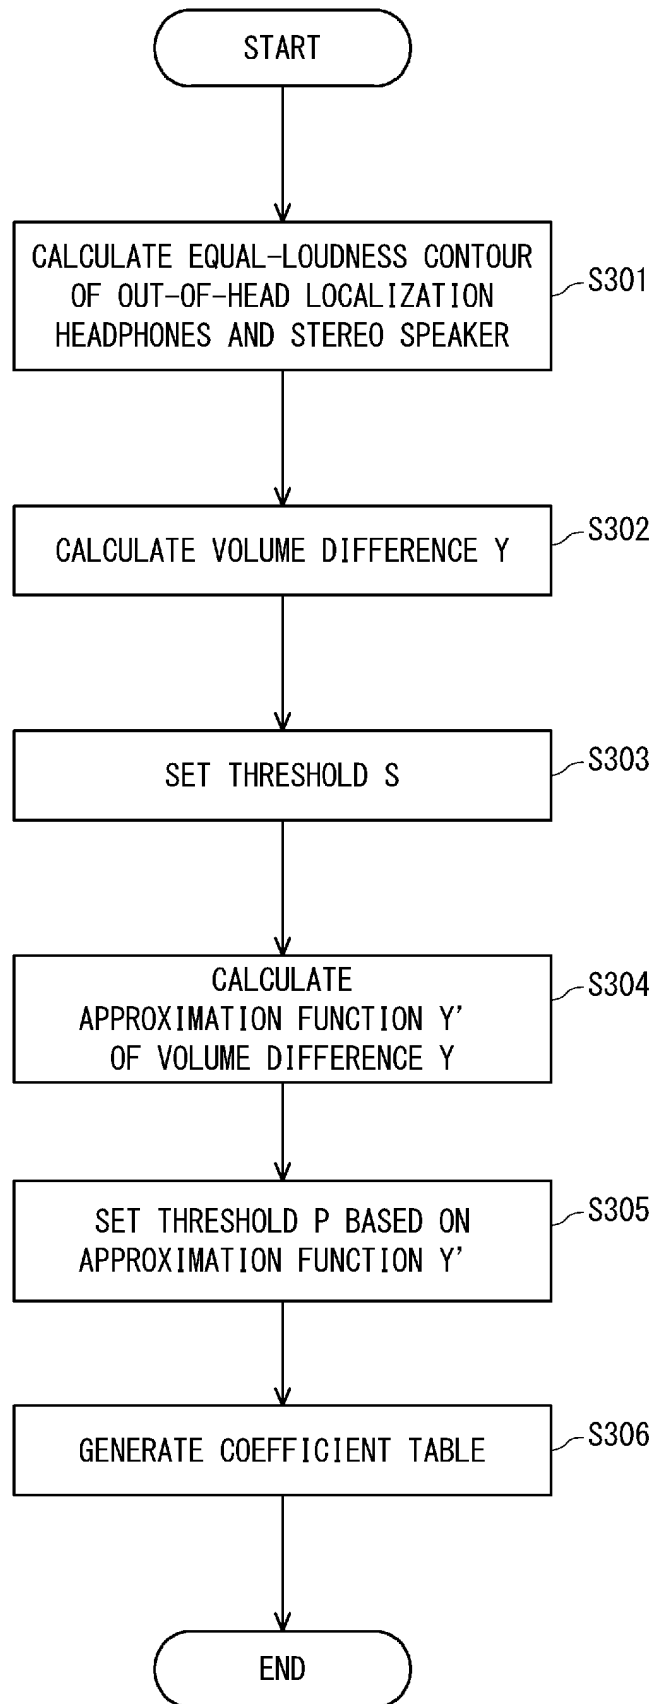 START
CALCULATE EQUAL-LOUDNESS CONTOUR
OF OUT-OF-HEAD LOCALIZATION
HEADPHONES AND STEREO SPEAKER
S301
CALCULATE VOLUME DIFFERENCE Y
S302
SET THRESHOLD S
S303
CALCULATE
APPROXIMATION FUNCTION Y'
OF VOLUME DIFFERENCE Y
S304
SET THRESHOLD P BASED ON
APPROXIMATION FUNCTION Y'
S305
GENERATE COEFFICIENT TABLE
S306
END